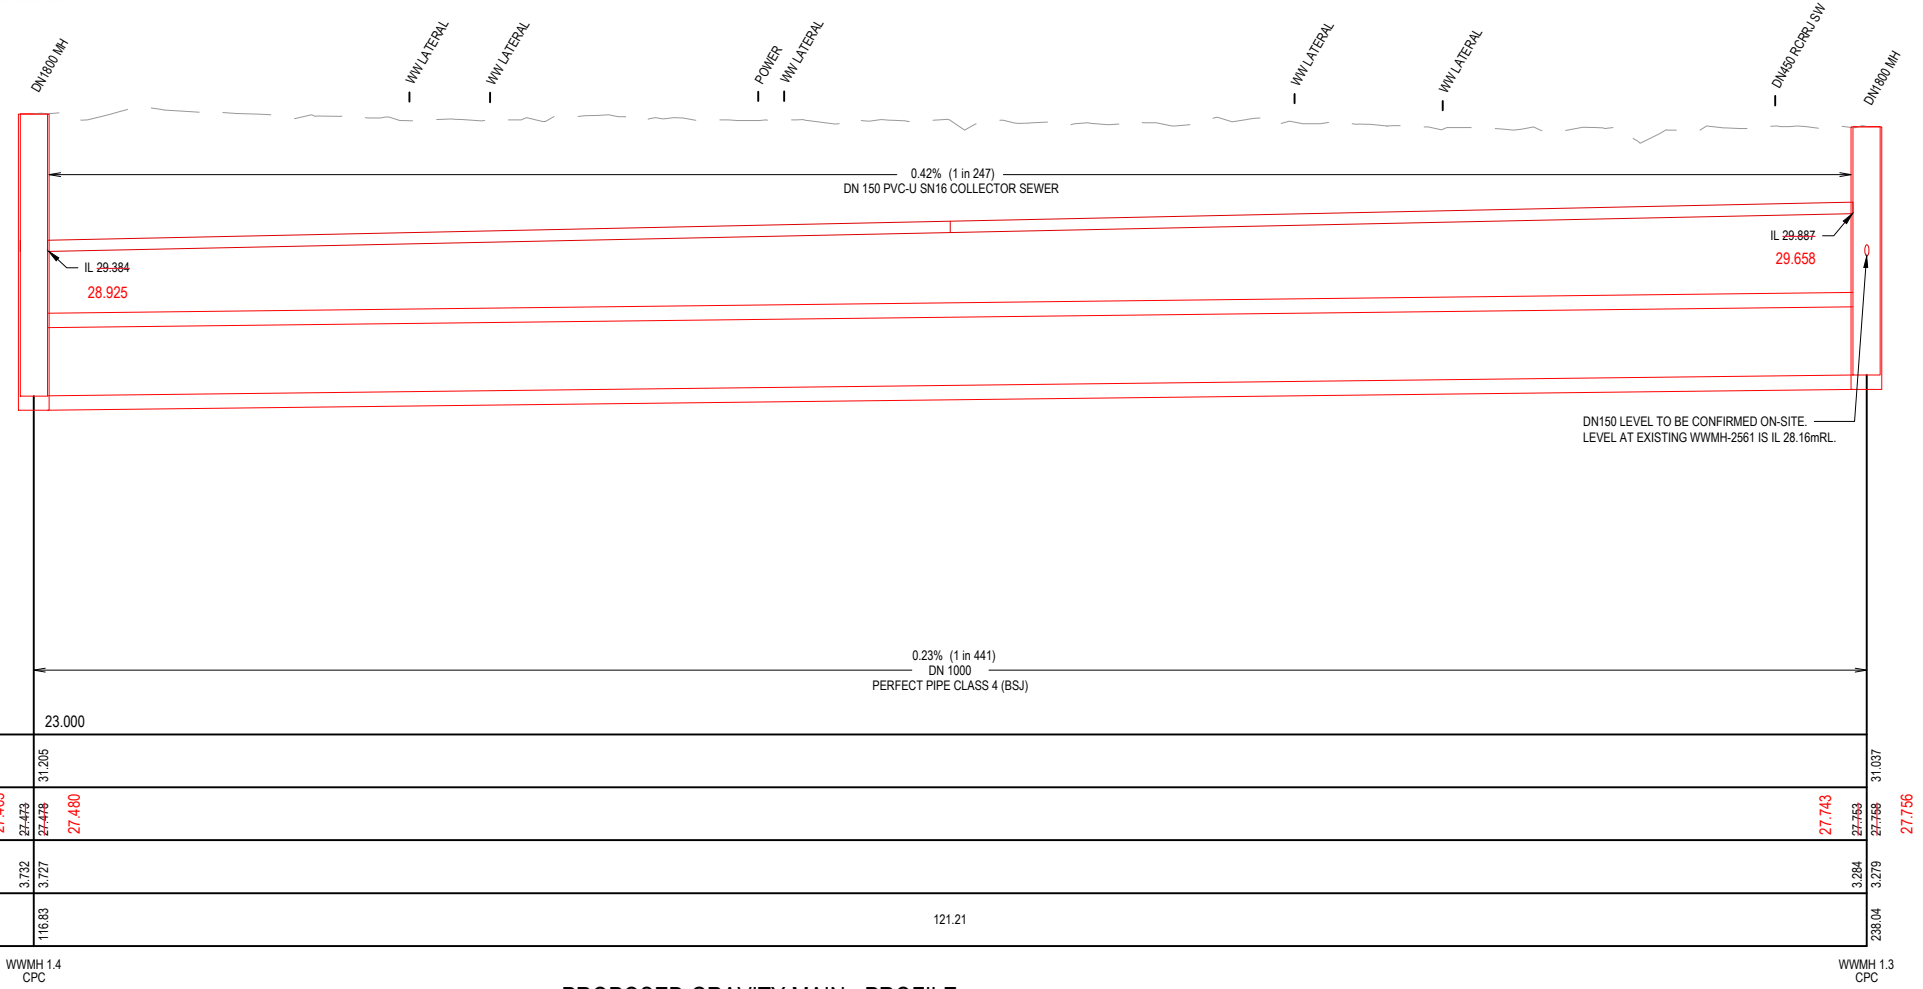 DN1800 MH
WW LATERAL
WW LATERAL
POWER
WW LATERAL
WW LATERAL
WW LATERAL
DN450 RCRRJ SW
DN1800 MH
0.42% (1 in 247)
DN 150 PVC-U SN16 COLLECTOR SEWER
IL 29.384
28.925
IL 29.887
29.658
DN150 LEVEL TO BE CONFIRMED ON-SITE.
LEVEL AT EXISTING WWMH-2561 IS IL 28.16mRL.
0.23% (1 in 441)
DN 1000
PERFECT PIPE CLASS 4 (BSJ)
23.000
31.205
31.037
27.473
27.478
27.480
27.743
27.753
27.758
27.756
3.732
3.727
3.284
3.279
116.83
121.21
238.04
WWMH 1.4
CPC
WWMH 1.3
CPC
PROPOSED GRAVITY MAIN - PROFILE